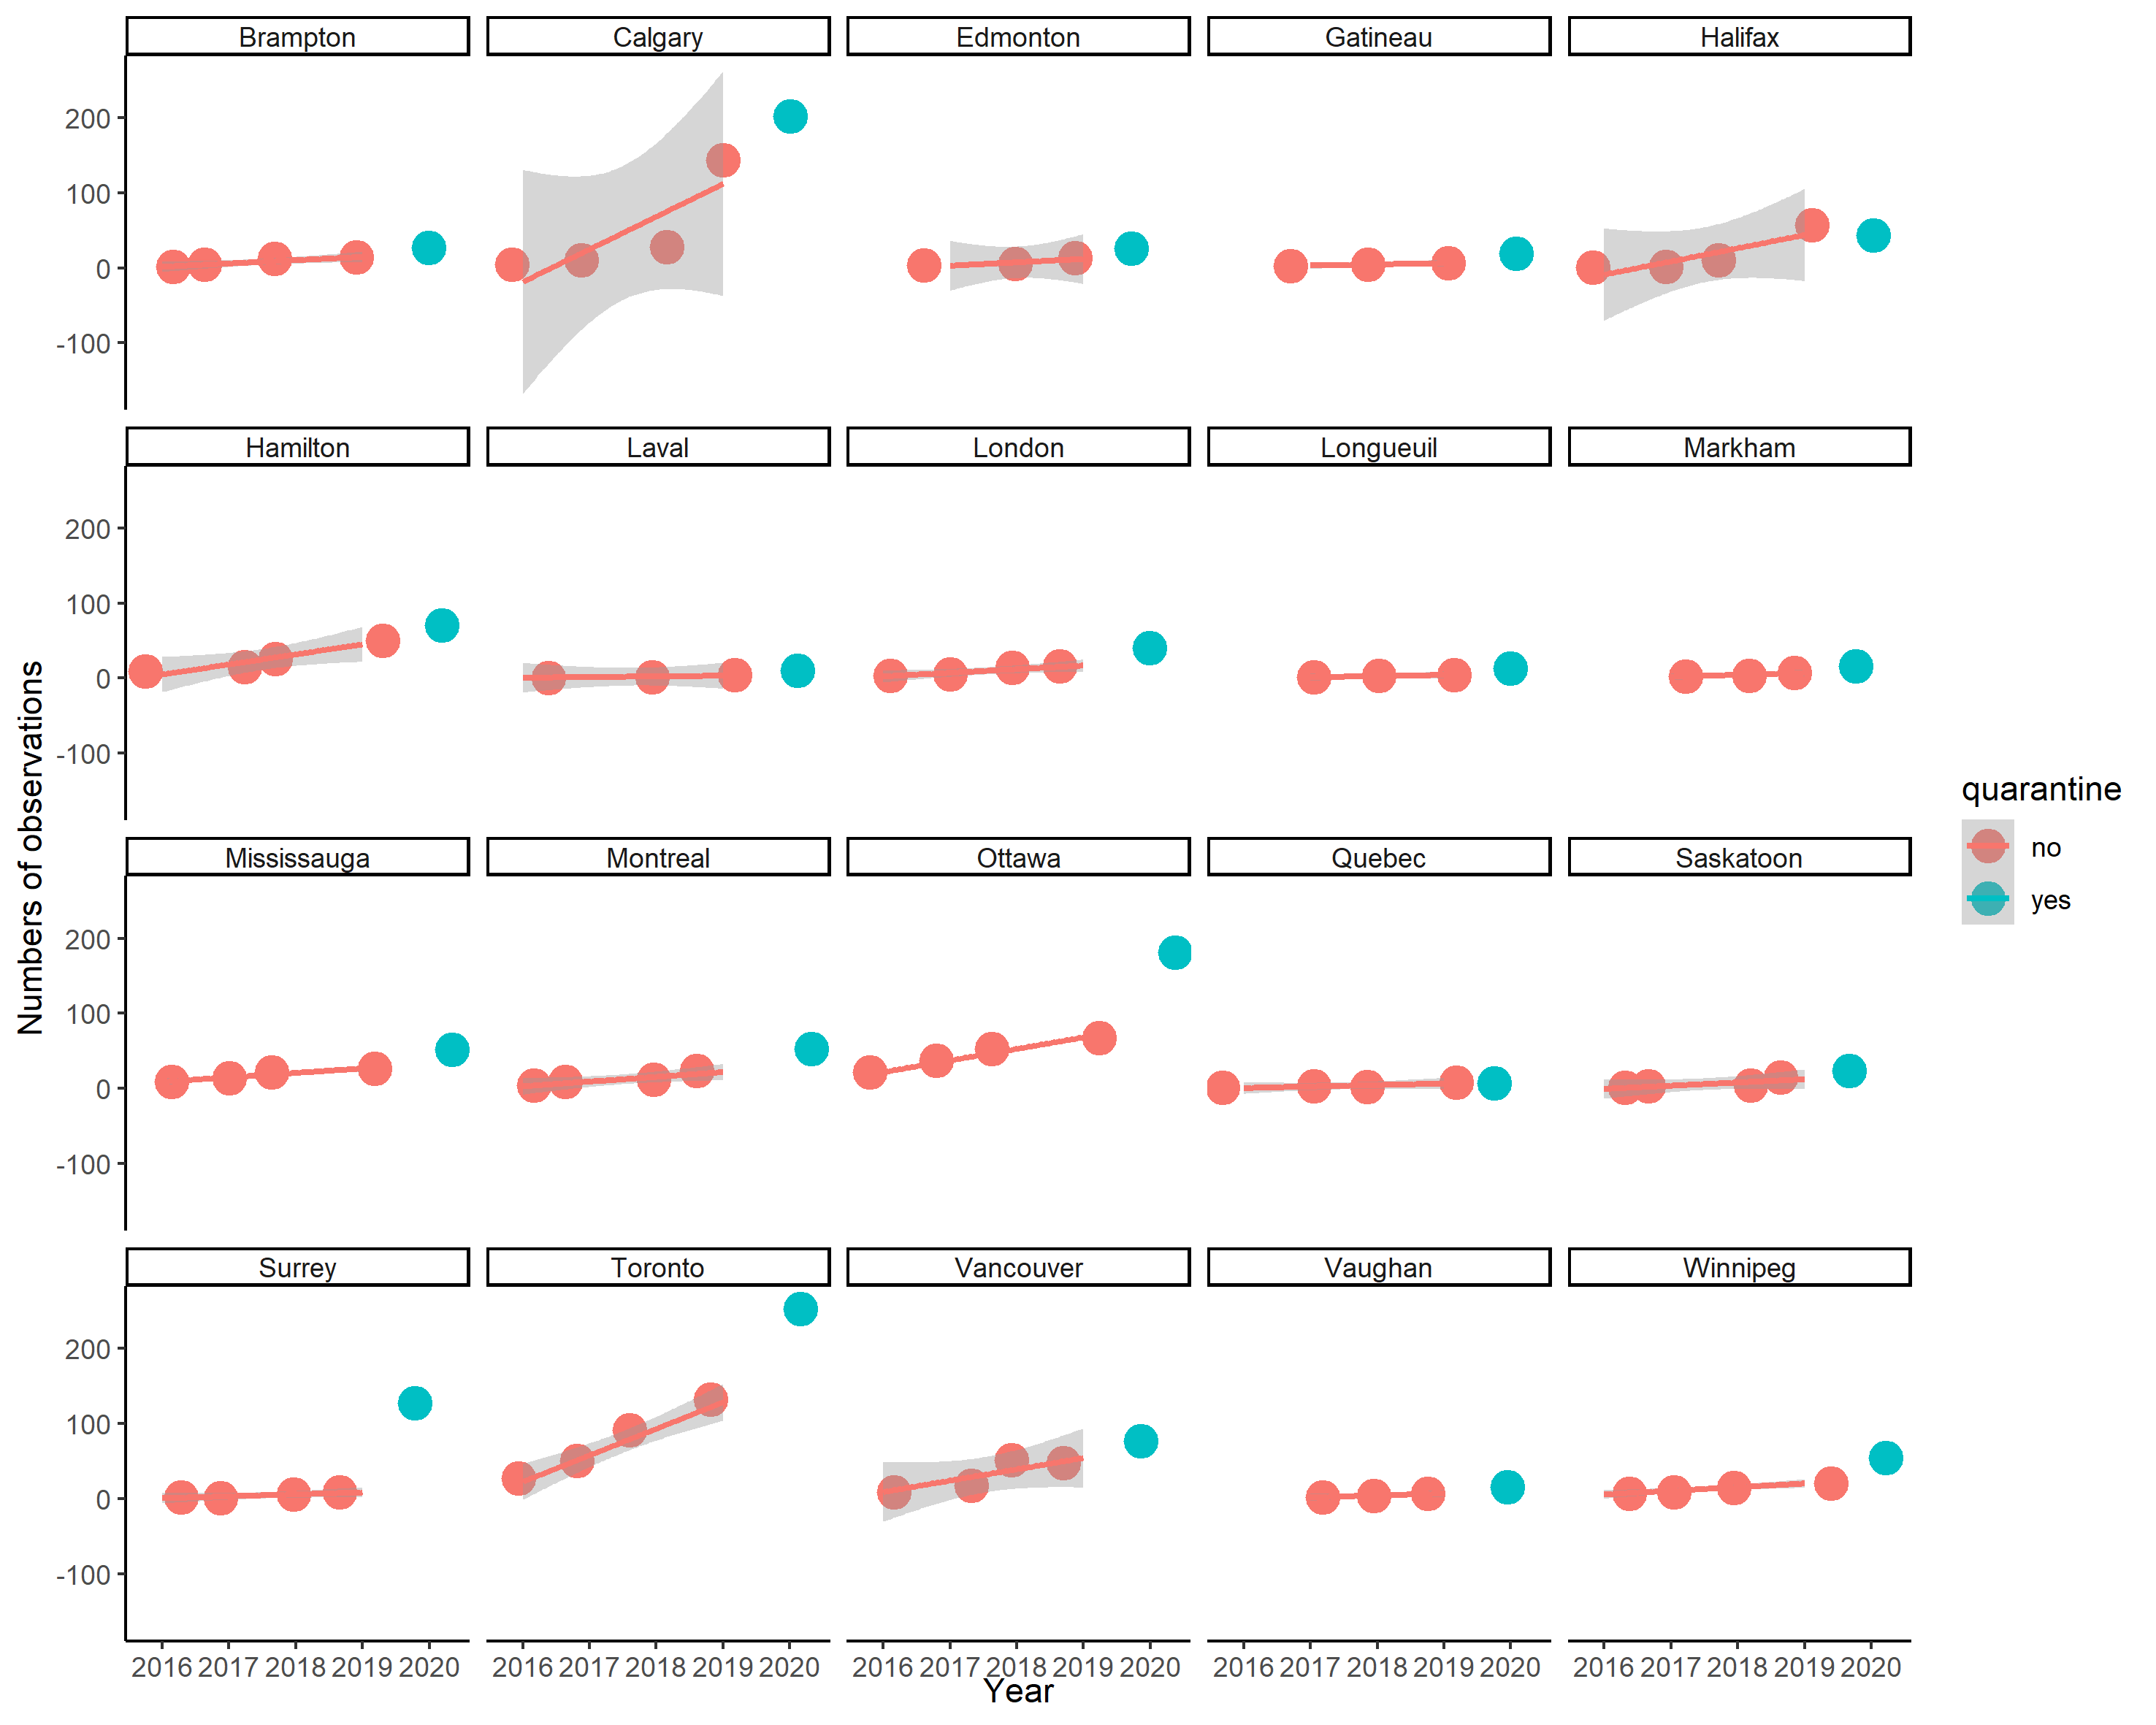 Brampton Calgary Edmonton Gatineau Halifax
200
100
0
-100
Hamilton Laval London Longueuil Markham
200
100
0
-100
Mississauga Montreal Ottawa Quebec Saskatoon
200
100
0
-100
Surrey Toronto Vancouver Vaughan Winnipeg
200
100
0
-100
2016 2017 2018 2019 2020 2016 2017 2018 2019 2020 2016 2017 2018 2019 2020 2016 2017 2018 2019 2020 2016 2017 2018 2019 2020
Year
Numbers of observations
quarantine
no
yes